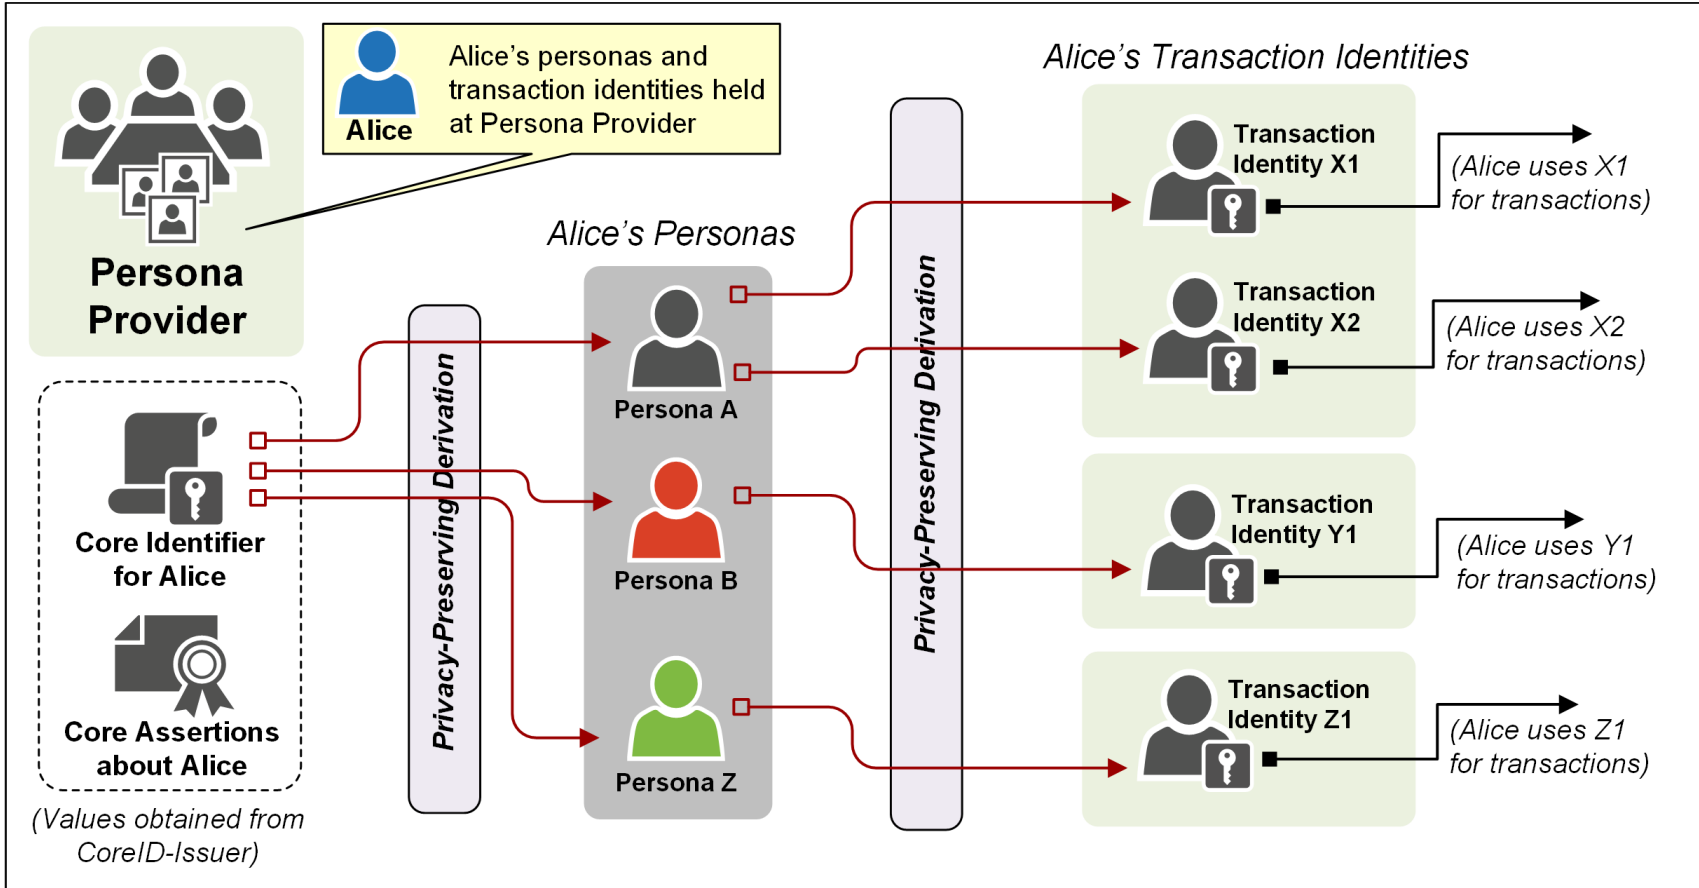 Alice's personas and
transaction identities held
at Persona Provider
Alice
Persona
Provider
Core Identifier
for Alice
Core Assertions
about Alice
(Values obtained from
CoreID-Issuer)
Privacy-Preserving Derivation
Alice's Personas
Persona A
Persona B
Persona Z
Privacy-Preserving Derivation
Alice's Transaction Identities
Transaction
Identity X1
(Alice uses X1
for transactions)
Transaction
Identity X2
(Alice uses X2
for transactions)
Transaction
Identity Y1
(Alice uses Y1
for transactions)
Transaction
Identity Z1
(Alice uses Z1
for transactions)